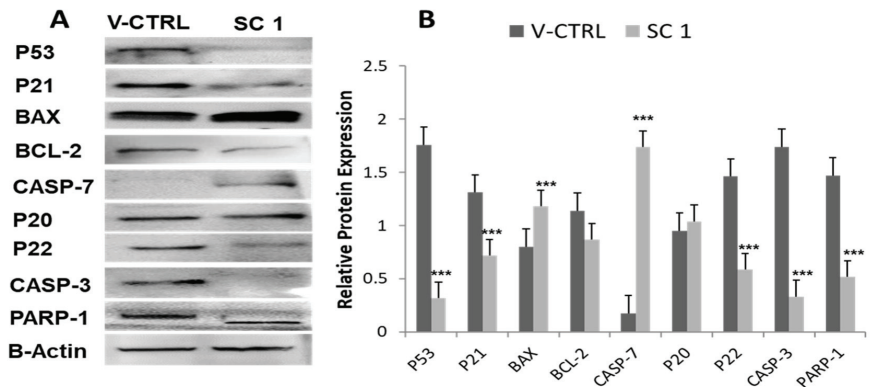 A
V-CTRL SC 1
P53
P21
BAX
BCL-2
CASP-7
P20
P22
CASP-3
PARP-1
B-Actin
B
V-CTRL SC 1
Relative Protein Expression
2.5
2
1.5
1
0.5
0
***
***
***
***
***
***
***
P53 P21 BAX BCL-2 CASP-7 P20 P22 CASP-3 PARP-1